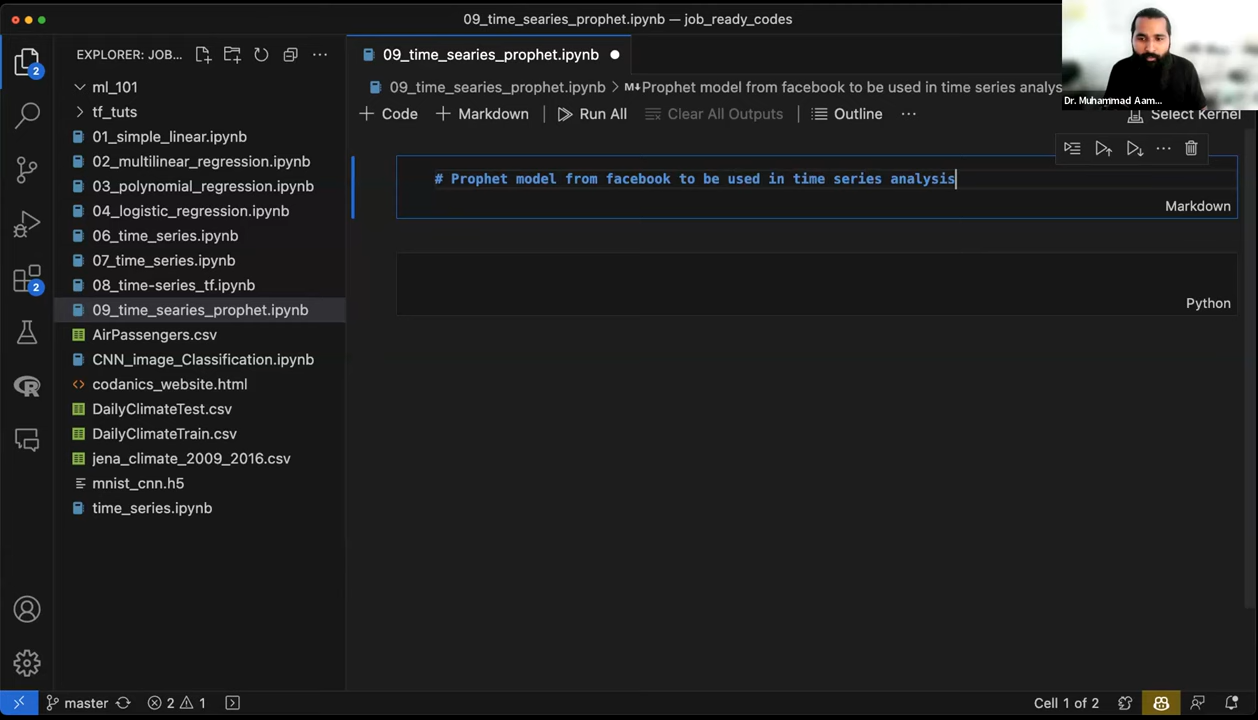 09_time_searies_prophet.ipynb — job_ready_codes
Dr. Muhammad Aam...
EXPLORER: JOB... ...
09_time_searies_prophet.ipynb
2
ml_101
09_time_searies_prophet.ipynb > M↓Prophet model from facebook to be used in time series analys
tf_tuts
+ Code + Markdown Run All Clear All Outputs Outline ... Select Kernel
01_simple_linear.ipynb
02_multilinear_regression.ipynb
03_polynomial_regression.ipynb
# Prophet model from facebook to be used in time series analysis
Markdown
04_logistic_regression.ipynb
06_time_series.ipynb
07_time_series.ipynb
08_time-series_tf.ipynb
2
09_time_searies_prophet.ipynb
Python
AirPassengers.csv
CNN_image_Classification.ipynb
codanics_website.html
R
DailyClimateTest.csv
DailyClimateTrain.csv
jena_climate_2009_2016.csv
mnist_cnn.h5
time_series.ipynb
master 2 1 Cell 1 of 2